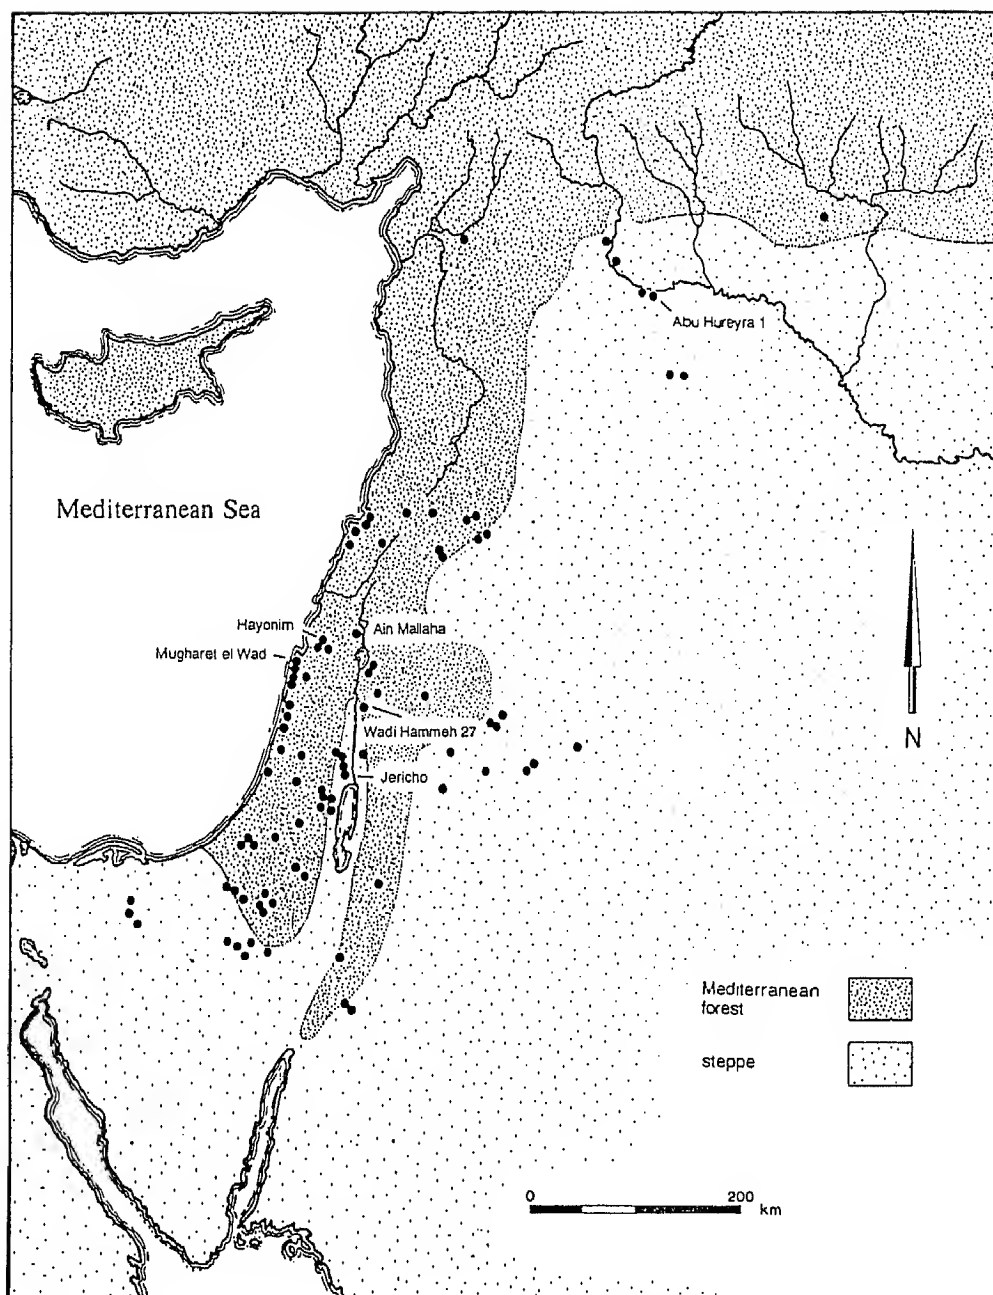 Abu Hureyra 1
Mediterranean Sea
Hayonim
Ain Mallaha
Mugharet el Wad
Wadi Hammeh 27
N
Jericho
Mediterranean
forest
steppe
0 200
km